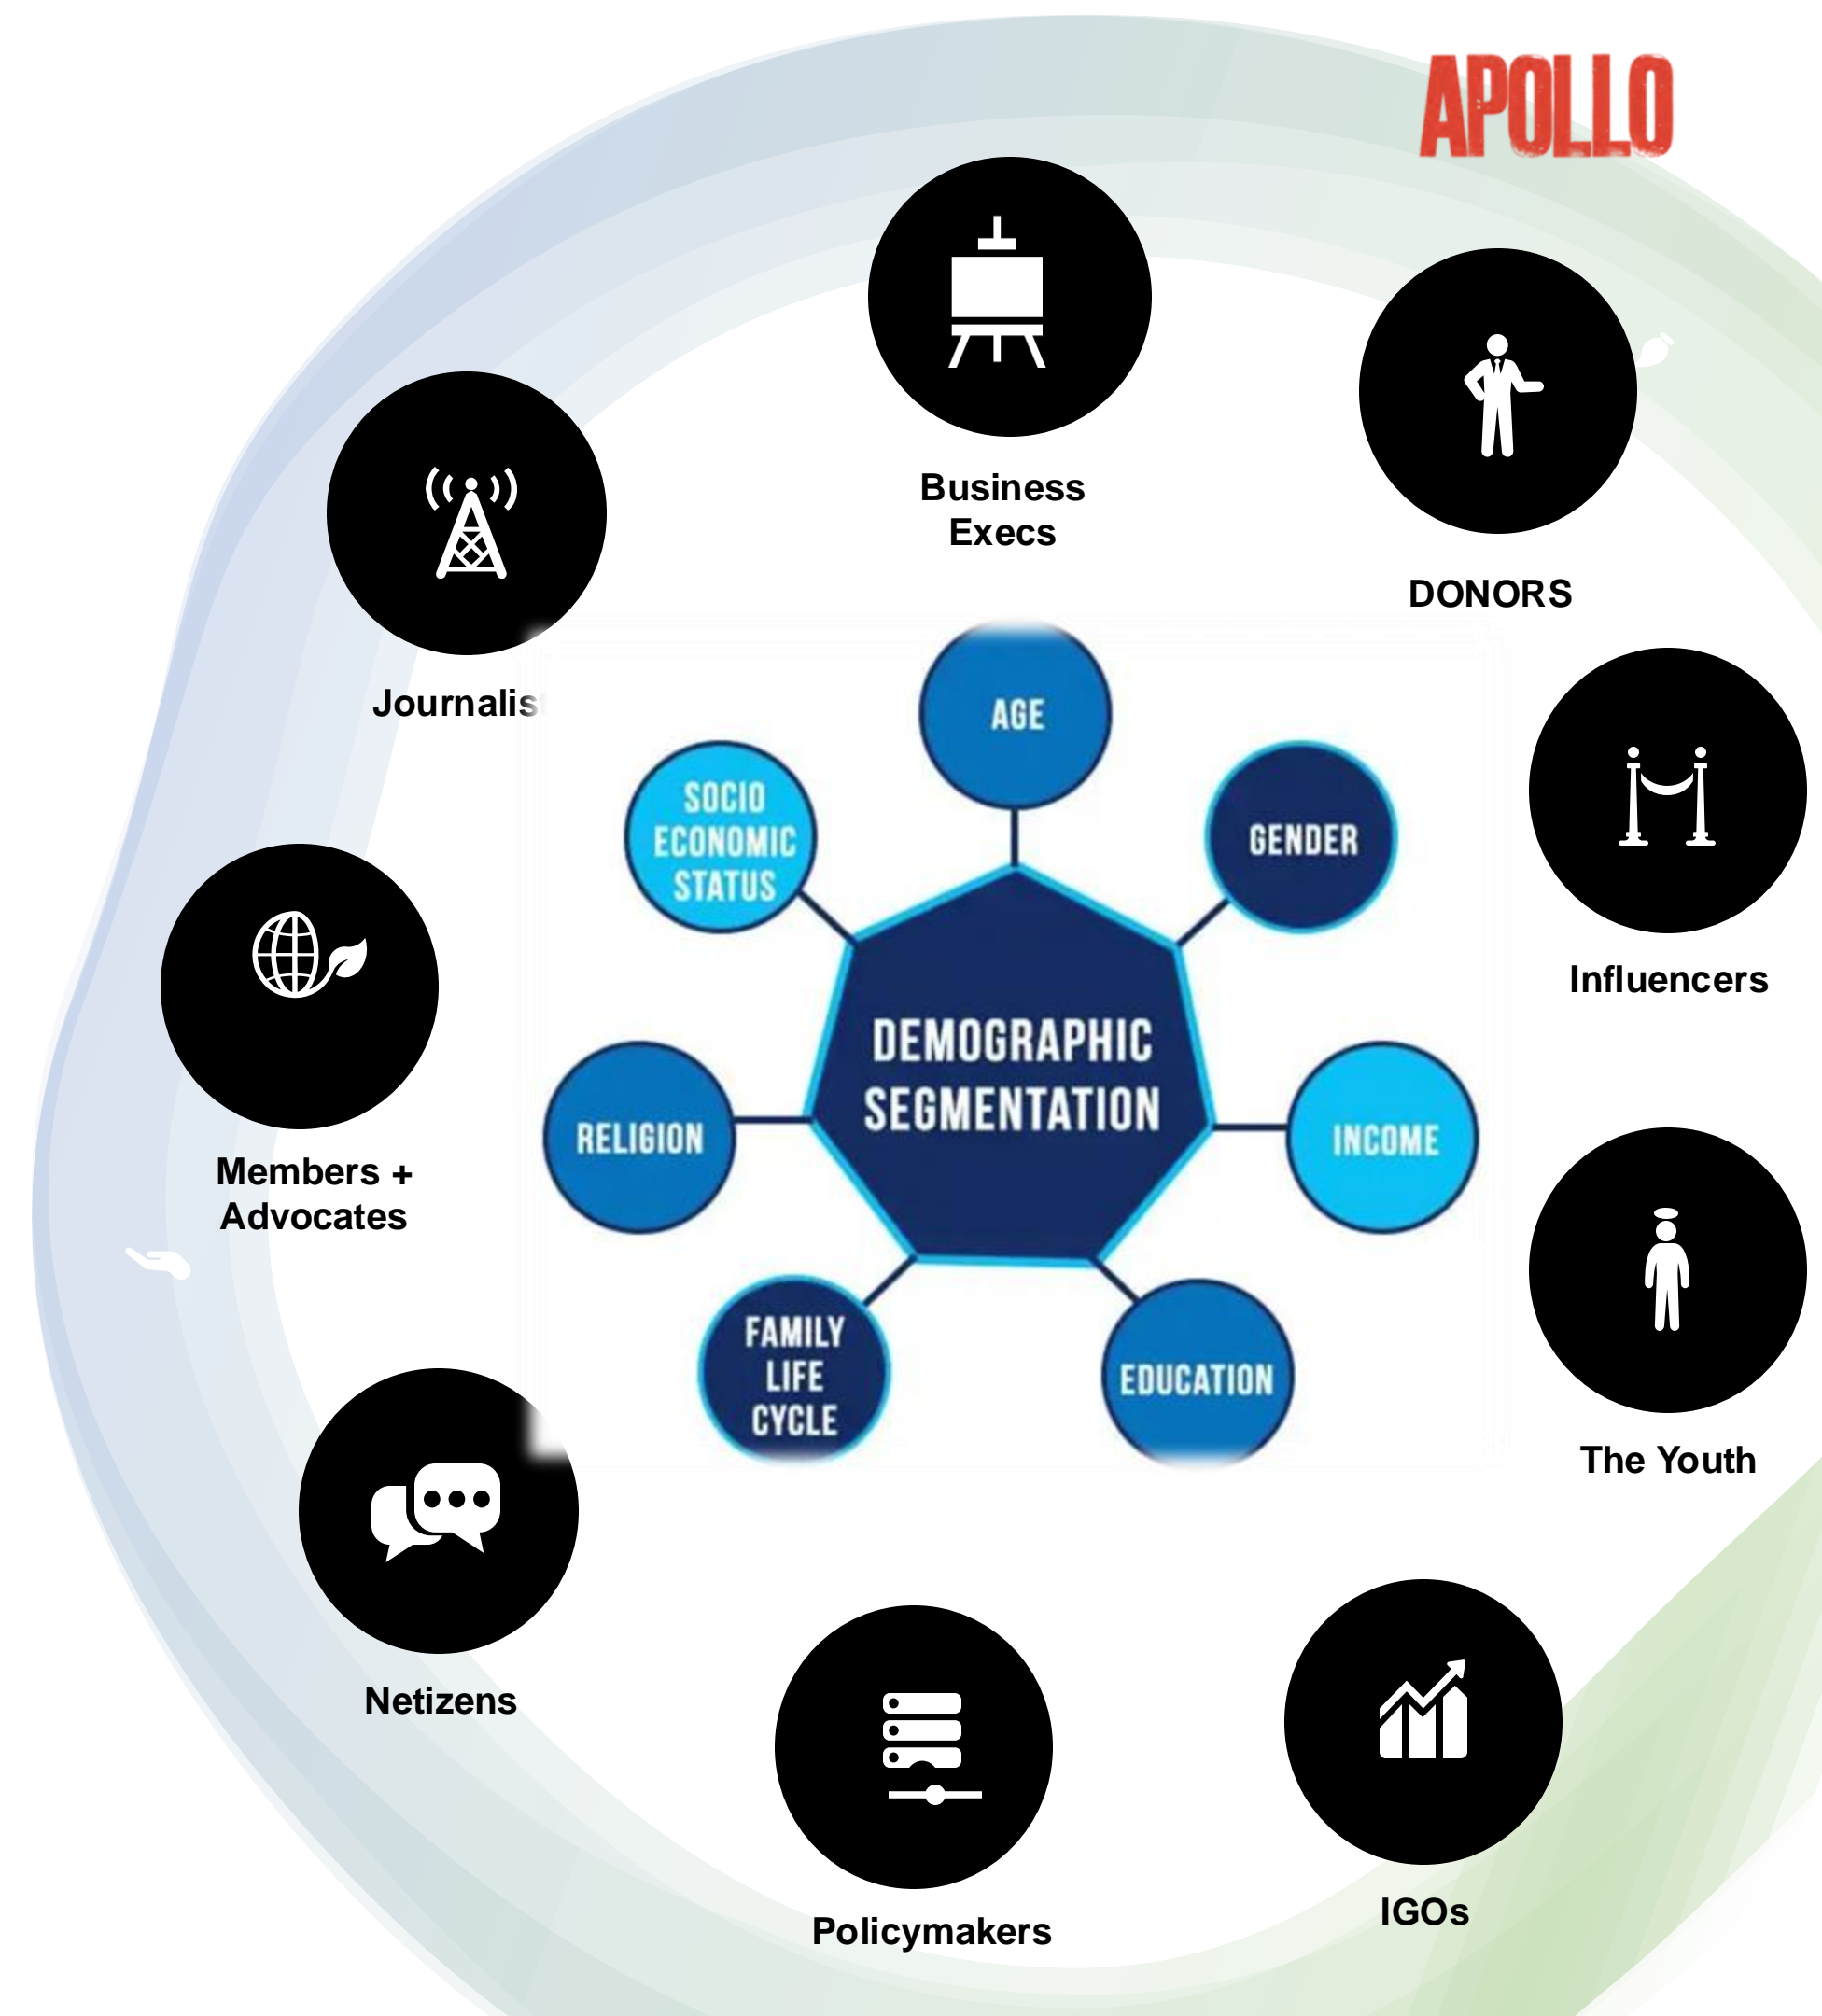 APOLLO
Business
Execs
DONORS
Journalis
AGE
SOCIO
ECONOMIC
STATUS
GENDER
Influencers
DEMOGRAPHIC
SEGMENTATION
RELIGION
INCOME
Members +
Advocates
FAMILY
LIFE
CYCLE
EDUCATION
The Youth
Netizens
Policymakers
IGOs